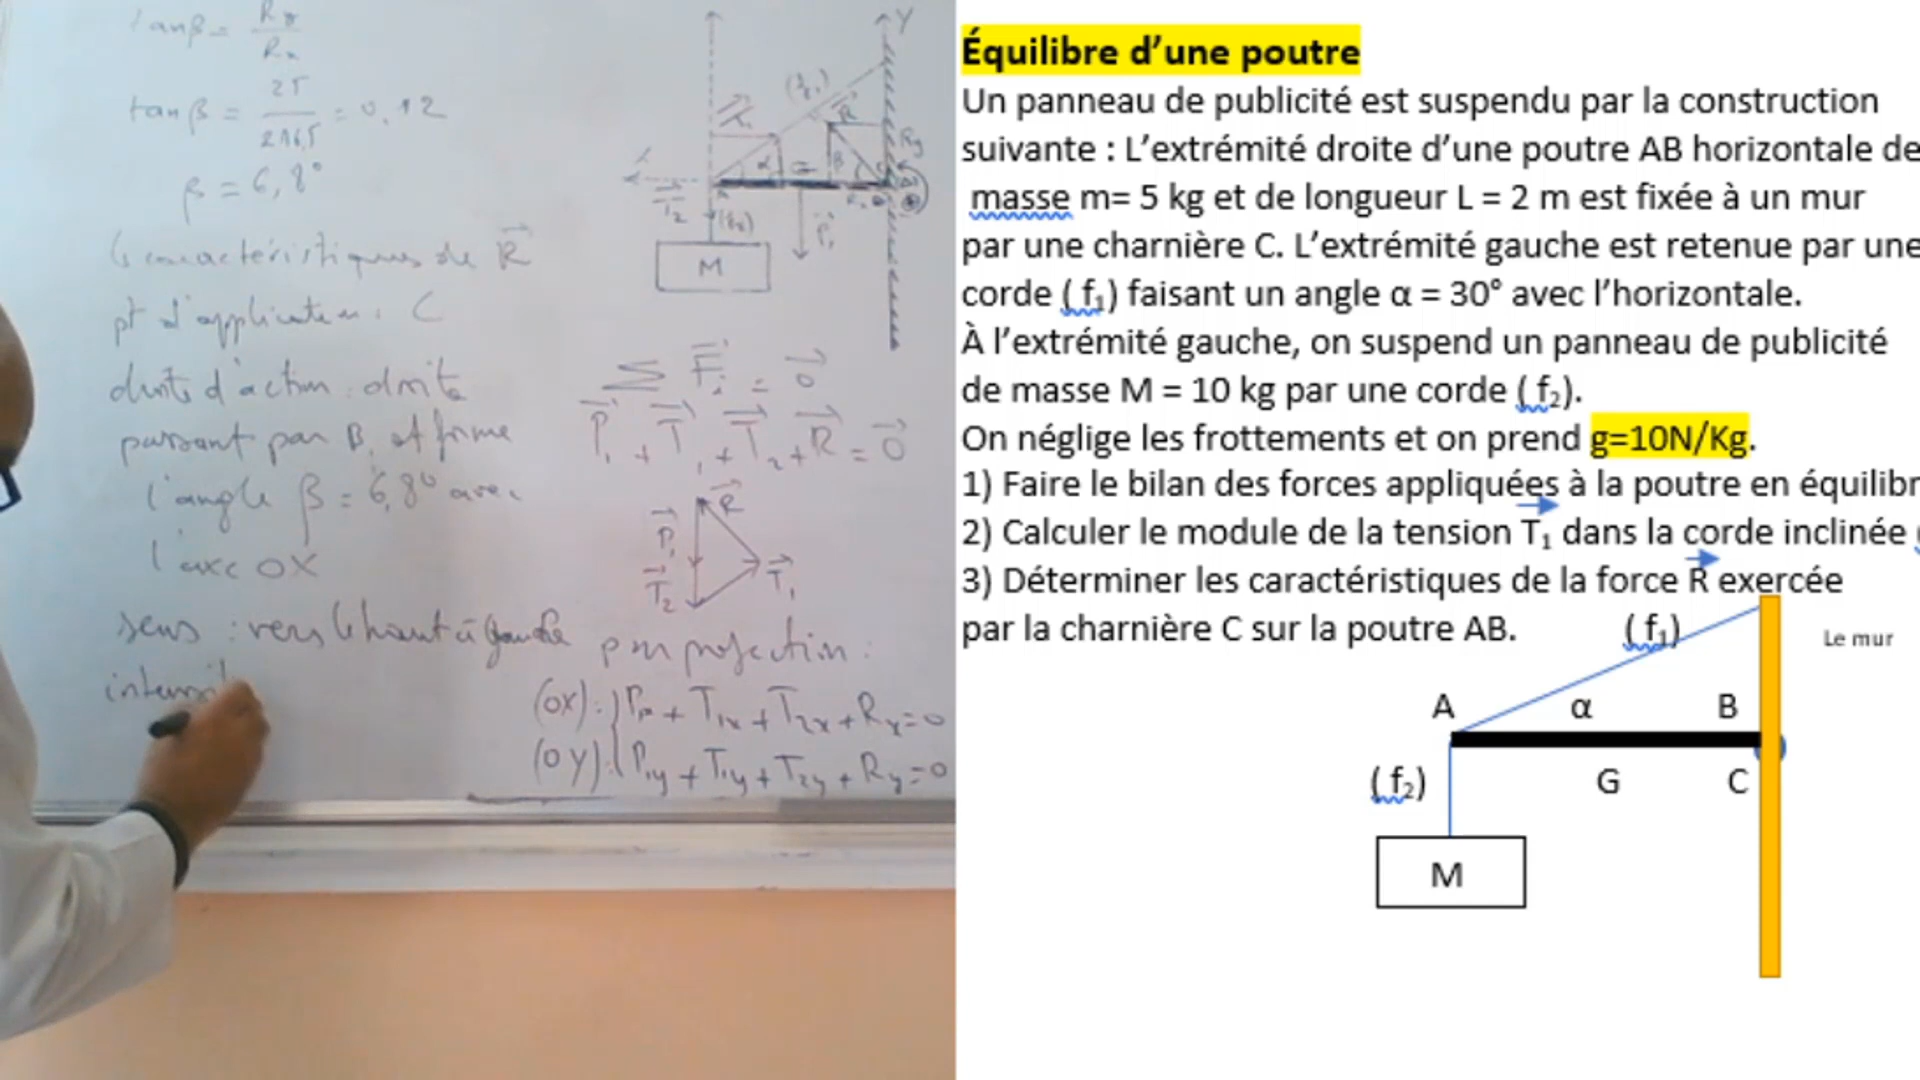 tanβ = Ry / Rx
tanβ = 25 / 216,5 = 0,12
β = 6,8°
caractéristiques de R
pt d'application : C
droite d'action : droite
passant par B, et forme
l'angle β = 6,8° avec
l'axe OX
sens : vers le haut à gauche
Y
(f₁)
R
α
β
T₂
(f₂)
P₁
M
Σ Fi = 0
P₁ + T₁ + T₂ + R = 0
R
P₁
T₂
T₁
par projection :
(OX) : P₁x + T₁x + T₂x + Rx = 0
(OY) : P₁y + T₁y + T₂y + Ry = 0
Équilibre d’une poutre
Un panneau de publicité est suspendu par la construction
suivante : L’extrémité droite d’une poutre AB horizontale de
masse m= 5 kg et de longueur L = 2 m est fixée à un mur
par une charnière C. L’extrémité gauche est retenue par une
corde ( f₁) faisant un angle α = 30° avec l’horizontale.
À l’extrémité gauche, on suspend un panneau de publicité
de masse M = 10 kg par une corde ( f₂).
On néglige les frottements et on prend g=10N/Kg.
1) Faire le bilan des forces appliquées à la poutre en équilibr
2) Calculer le module de la tension T₁ dans la corde inclinée
3) Déterminer les caractéristiques de la force R exercée
par la charnière C sur la poutre AB.
( f₁)
Le mur
A
α
B
( f₂)
G
C
M